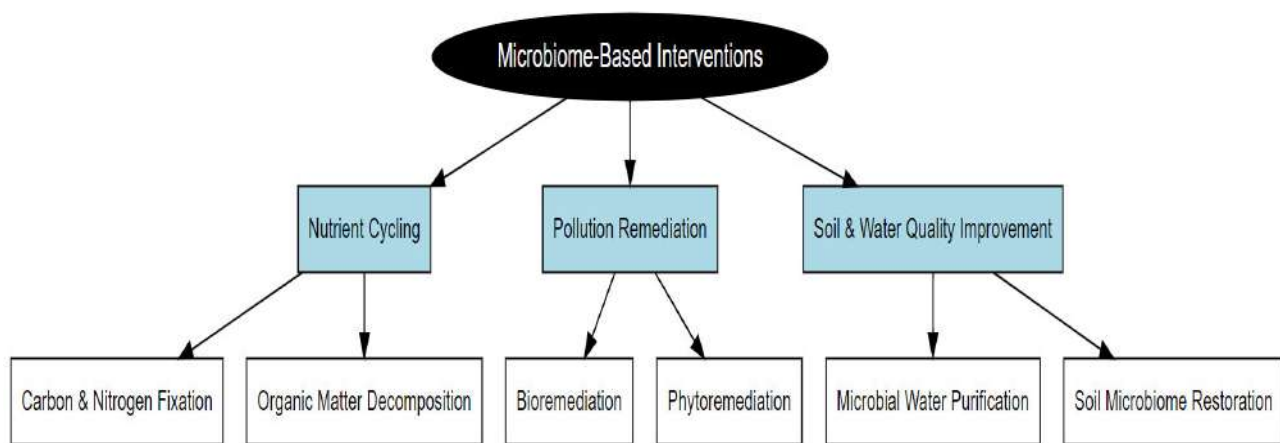 Microbiome-Based Interventions
Nutrient Cycling
Pollution Remediation
Soil & Water Quality Improvement
Carbon & Nitrogen Fixation
Organic Matter Decomposition
Bioremediation
Phytoremediation
Microbial Water Purification
Soil Microbiome Restoration